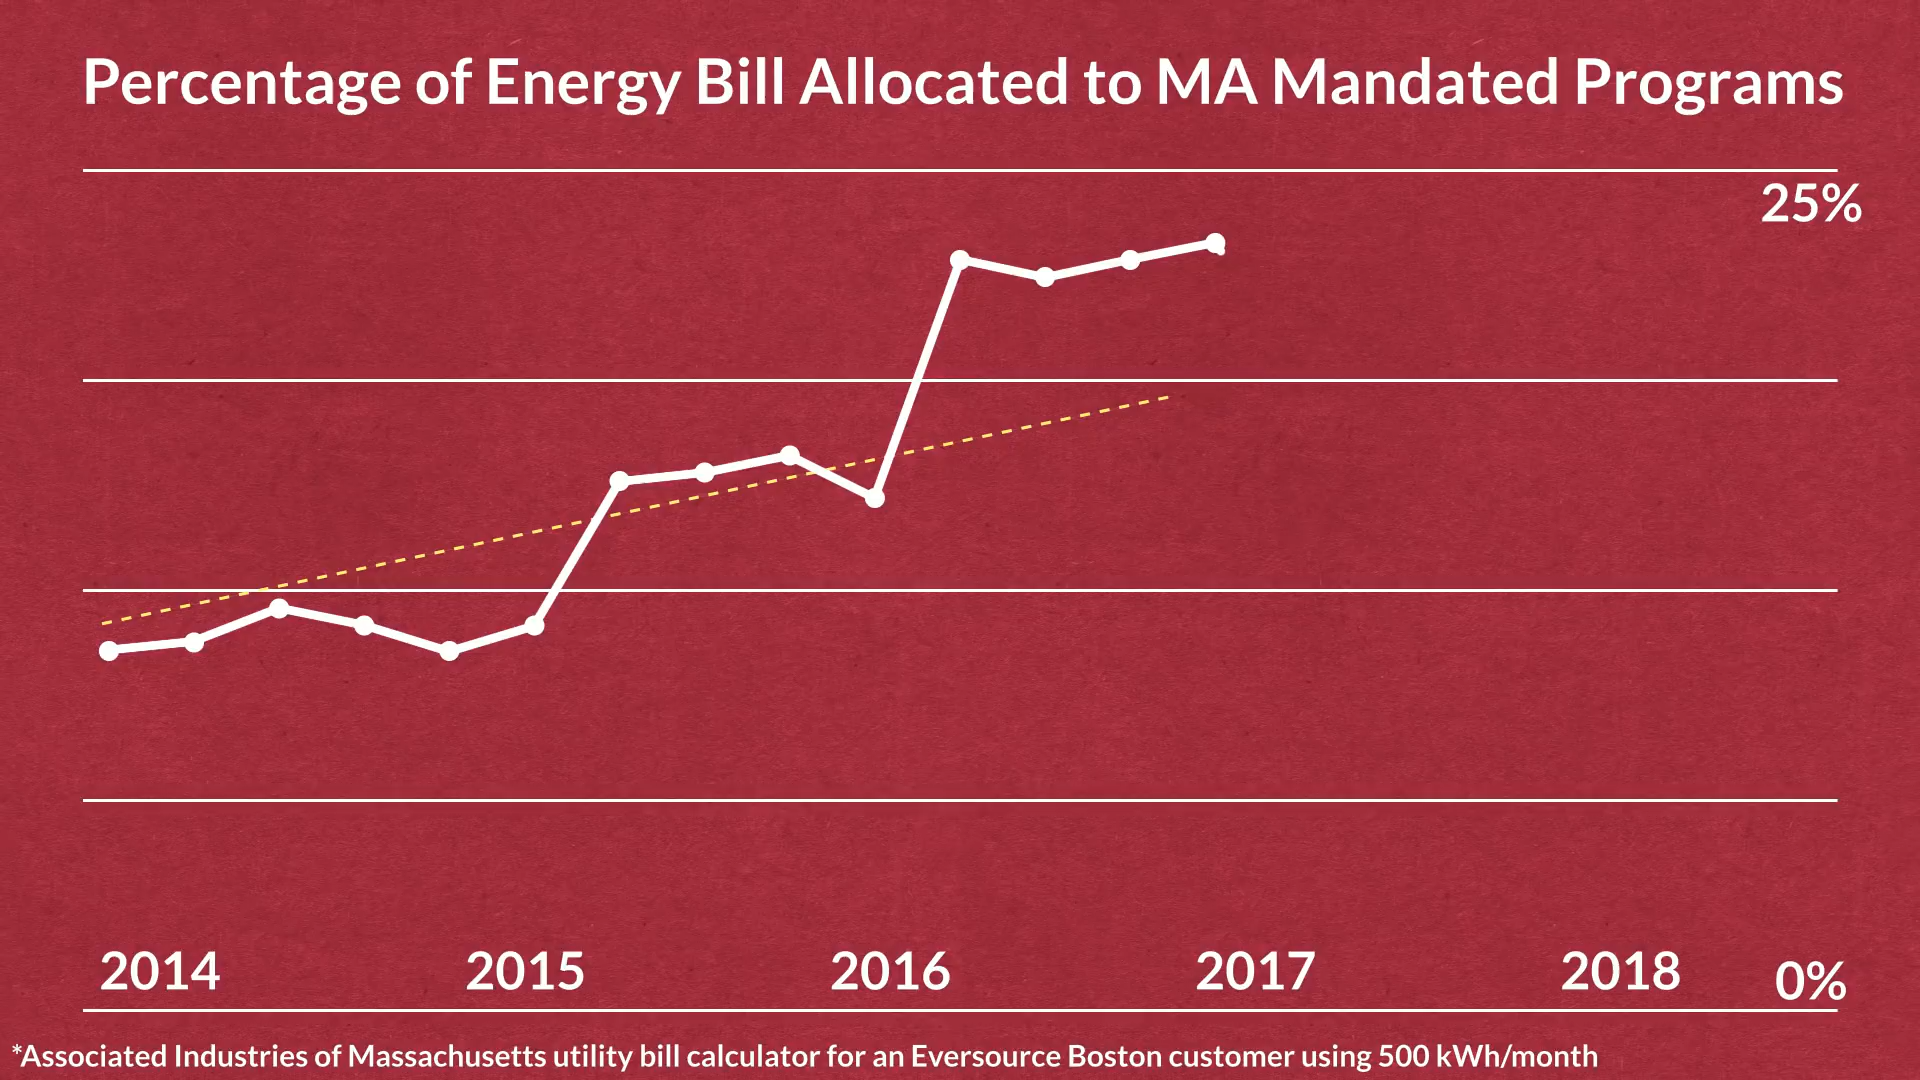 Percentage of Energy Bill Allocated to MA Mandated Programs
25%
2014 2015 2016 2017 2018 0%
*Associated Industries of Massachusetts utility bill calculator for an Eversource Boston customer using 500 kWh/month